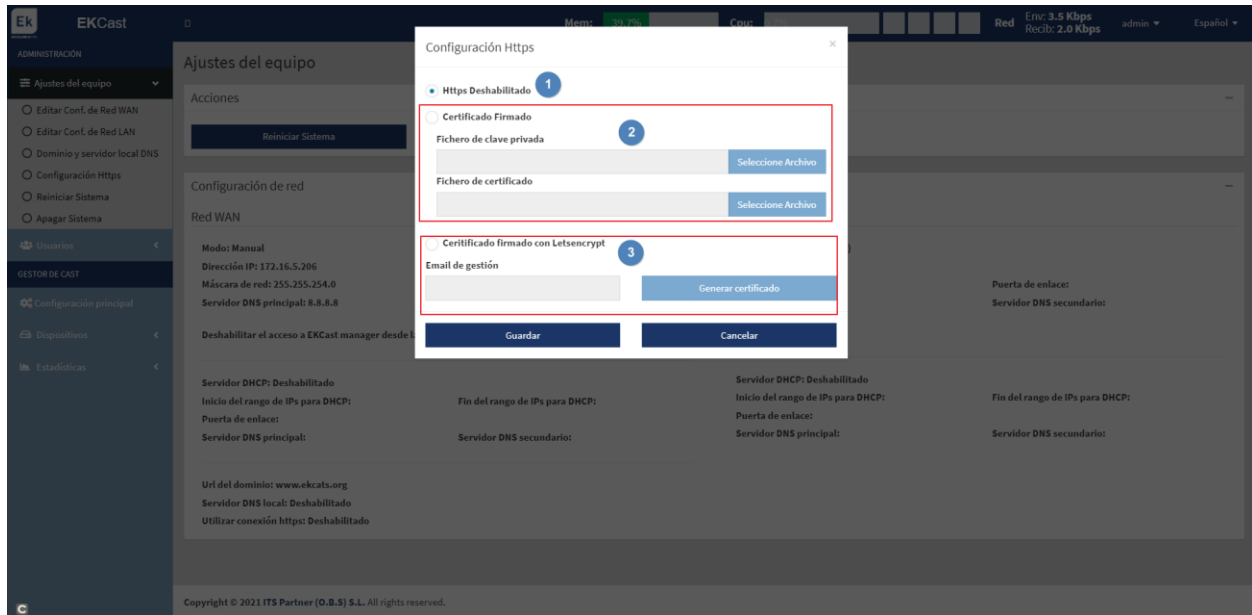 Ek
EKCast
Mem: 39.7%
Cpu:
Red
Env: 3.5 Kbps
Recib: 2.0 Kbps
admin
Español
ADMINISTRACIÓN
Ajustes del equipo
Editar Conf. de Red WAN
Editar Conf. de Red LAN
Dominio y servidor local DNS
Configuración Https
Reiniciar Sistema
Apagar Sistema
Usuarios
GESTOR DE CAST
Configuración principal
Dispositivos
Estadísticas
Ajustes del equipo
Acciones
Reiniciar Sistema
Configuración de red
Red WAN
Modo: Manual
Dirección IP: 172.16.5.206
Máscara de red: 255.255.254.0
Puerta de enlace:
Servidor DNS principal: 8.8.8.8
Servidor DNS secundario:
Deshabilitar el acceso a EKCast manager desde
Configuración Https
×
Https Deshabilitado
1
Certificado Firmado
2
Fichero de clave privada
Seleccione Archivo
Fichero de certificado
Seleccione Archivo
Ceritificado firmado con Letsencrypt
3
Email de gestión
Generar certificado
Guardar
Cancelar
Servidor DHCP: Deshabilitado
Inicio del rango de IPs para DHCP:
Fin del rango de IPs para DHCP:
Puerta de enlace:
Servidor DNS principal:
Servidor DNS secundario:
Servidor DHCP: Deshabilitado
Inicio del rango de IPs para DHCP:
Fin del rango de IPs para DHCP:
Puerta de enlace:
Servidor DNS principal:
Servidor DNS secundario:
Url del dominio: www.ekcats.org
Servidor DNS local: Deshabilitado
Utilizar conexión https: Deshabilitado
Copyright © 2021 ITS Partner (O.B.S) S.L. All rights reserved.